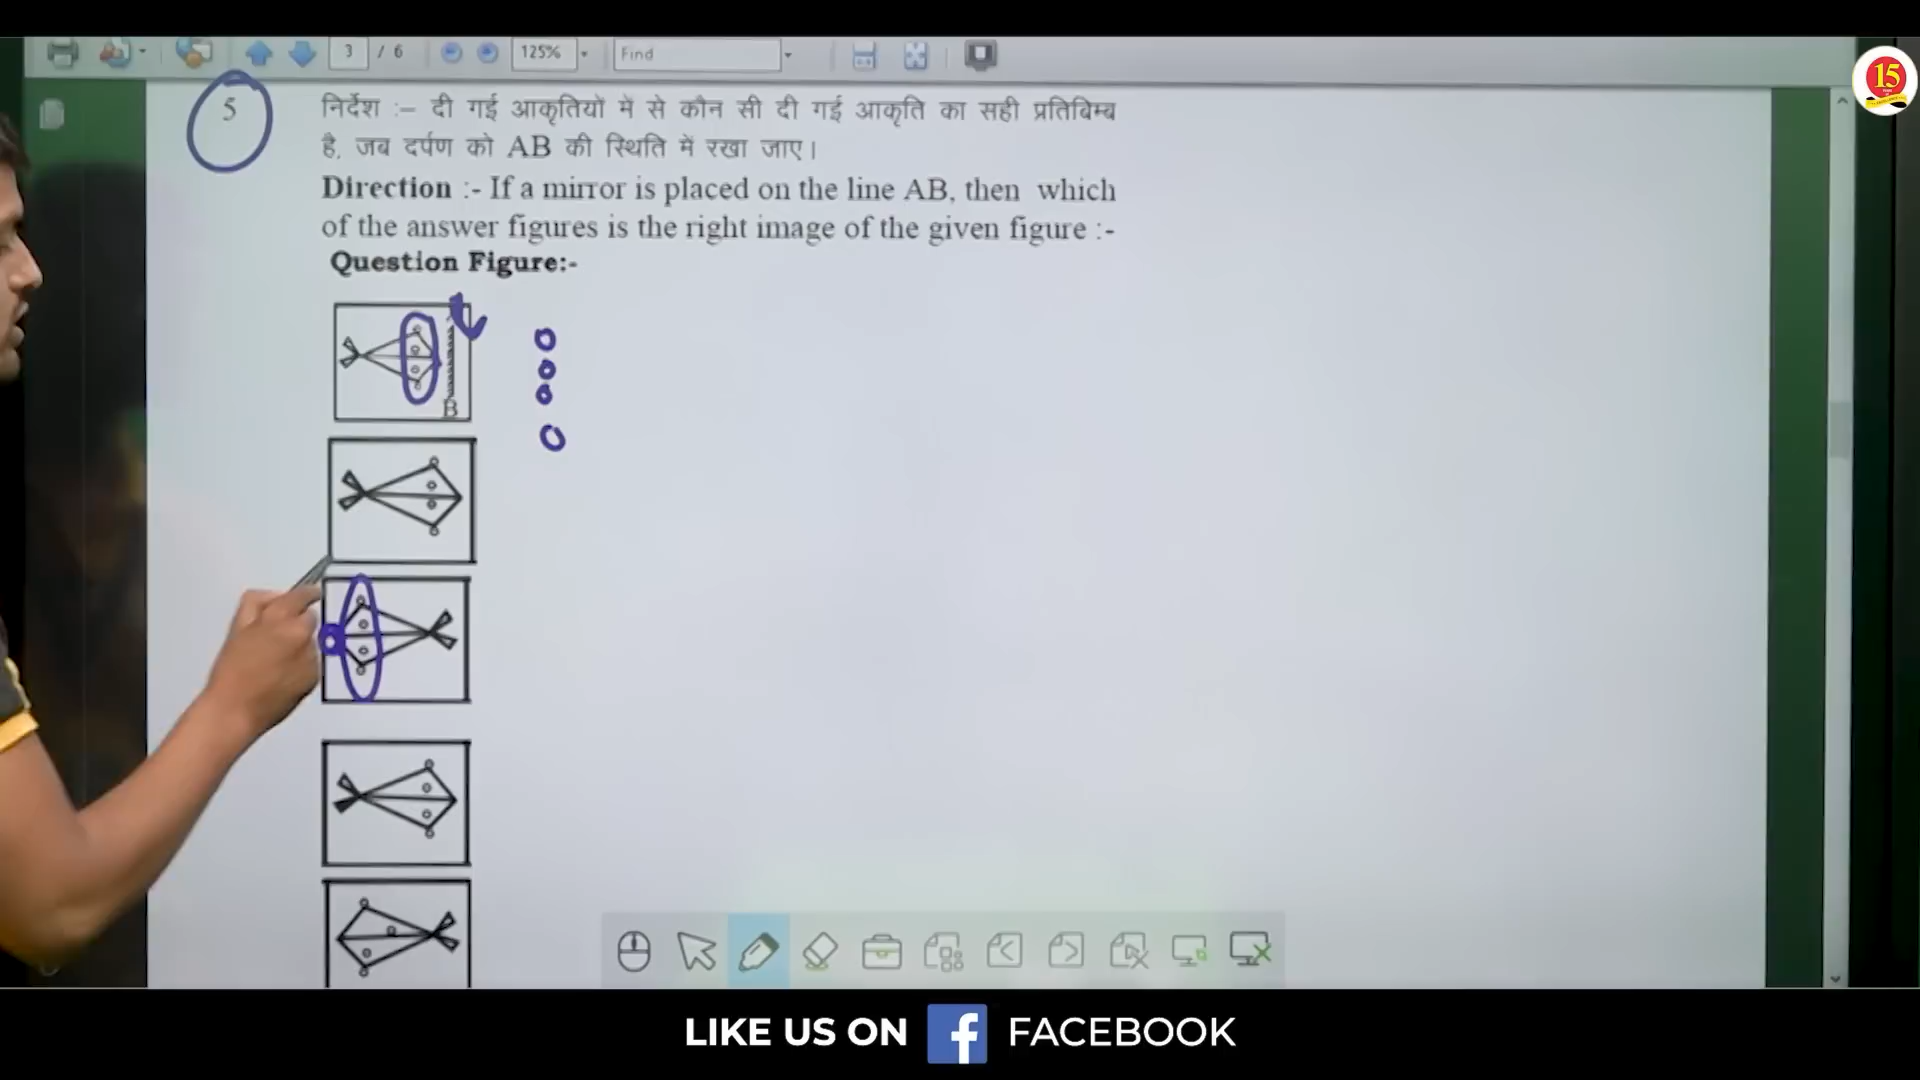 3 / 6
125%
Find
15
5
निर्देश :– दी गई आकृतियों में से कौन सी दी गई आकृति का सही प्रतिबिम्ब
है, जब दर्पण को AB की स्थिति में रखा जाए।
Direction :- If a mirror is placed on the line AB, then which
of the answer figures is the right image of the given figure :-
Question Figure:-
B
LIKE US ON f FACEBOOK